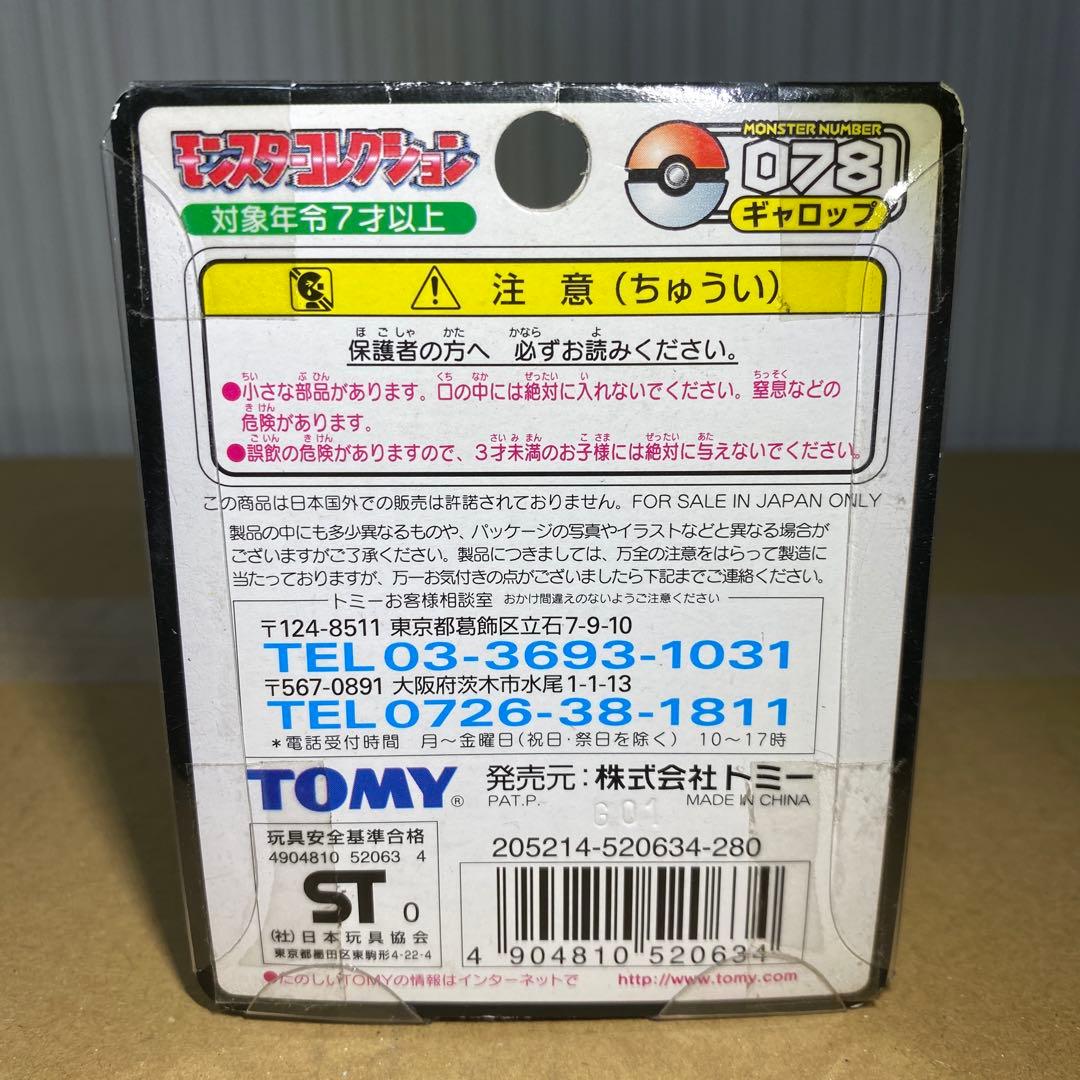 モンスターコレクション
対象年令7才以上
MONSTER NUMBER
078
ギャロップ
注意(ちゅうい)
ほごしゃ かた かなら よ
保護者の方へ 必ずお読みください。
ちい ぶひん くち なか ぜったい い ちっそく
●小さな部品があります。口の中には絶対に入れないでください。窒息などの
きけん
危険があります。
ごいん きけん さいみまん こさま ぜったい あた
●誤飲の危険がありますので、3才未満のお子様には絶対に与えないでください。
この商品は日本国外での販売は許諾されておりません。FOR SALE IN JAPAN ONLY
製品の中にも多少異なるものや、パッケージの写真やイラストなどと異なる場合が
ございますがご了承ください。製品につきましては、万全の注意をはらって製造に
当たっておりますが、万一お気付きの点がございましたら下記までご連絡ください。
トミーお客様相談室 おかけ間違えのないようご注意ください
〒124-8511 東京都葛飾区立石7-9-10
TEL 03-3693-1031
〒567-0891 大阪府茨木市水尾1-1-13
TEL 0726-38-1811
*電話受付時間 月〜金曜日(祝日・祭日を除く) 10〜17時
TOMY® 発売元:株式会社トミー
PAT.P. MADE IN CHINA
G01
玩具安全基準合格
4904810 52063 4
ST 0
(社)日本玩具協会
東京都墨田区東駒形4-22-4
205214-520634-280
4 904810 520634
●たのしいTOMYの情報はインターネットで http://www.tomy.com